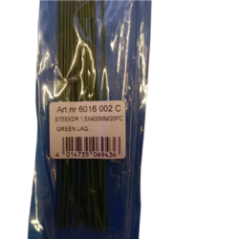 Art.nr 6016 002 C
STEEKDR.1,5X400MM/20PC
GREEN LAQ.
4 014735 069436